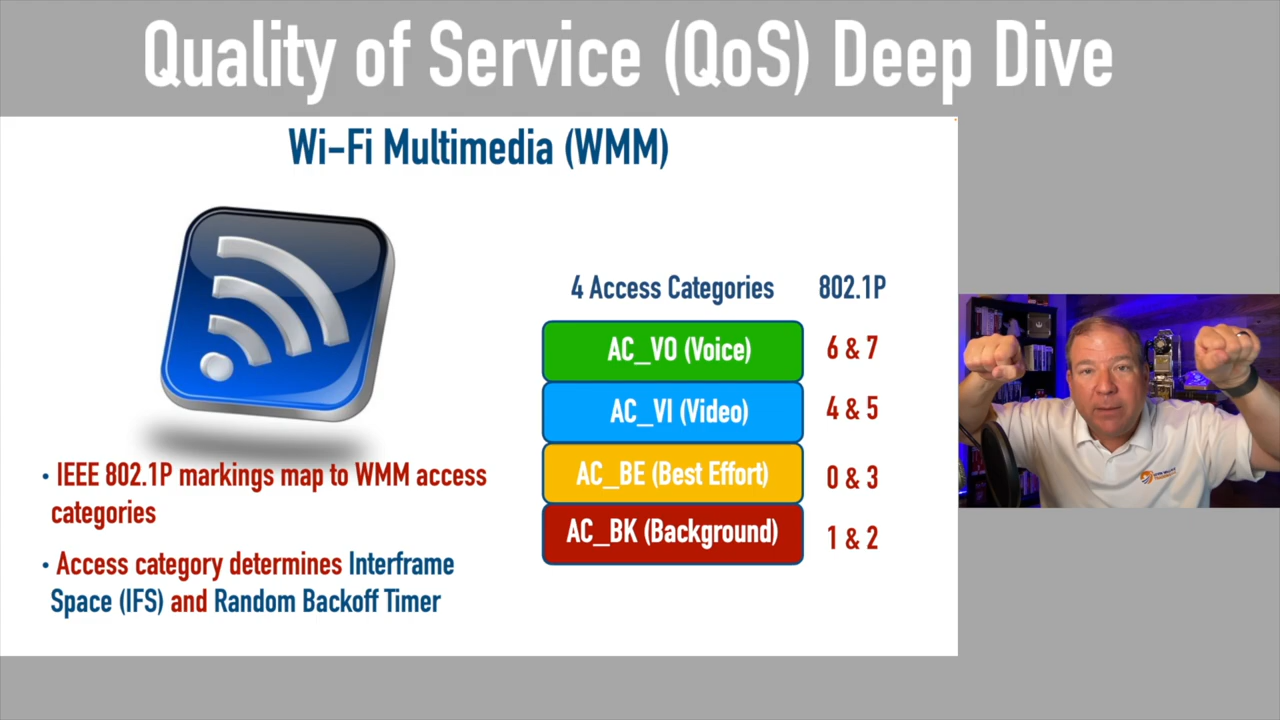 Quality of Service (QoS) Deep Dive
Wi-Fi Multimedia (WMM)
4 Access Categories 802.1P
AC_VO (Voice) 6 & 7
AC_VI (Video) 4 & 5
AC_BE (Best Effort) 0 & 3
AC_BK (Background) 1 & 2
• IEEE 802.1P markings map to WMM access
categories
• Access category determines Interframe
Space (IFS) and Random Backoff Timer